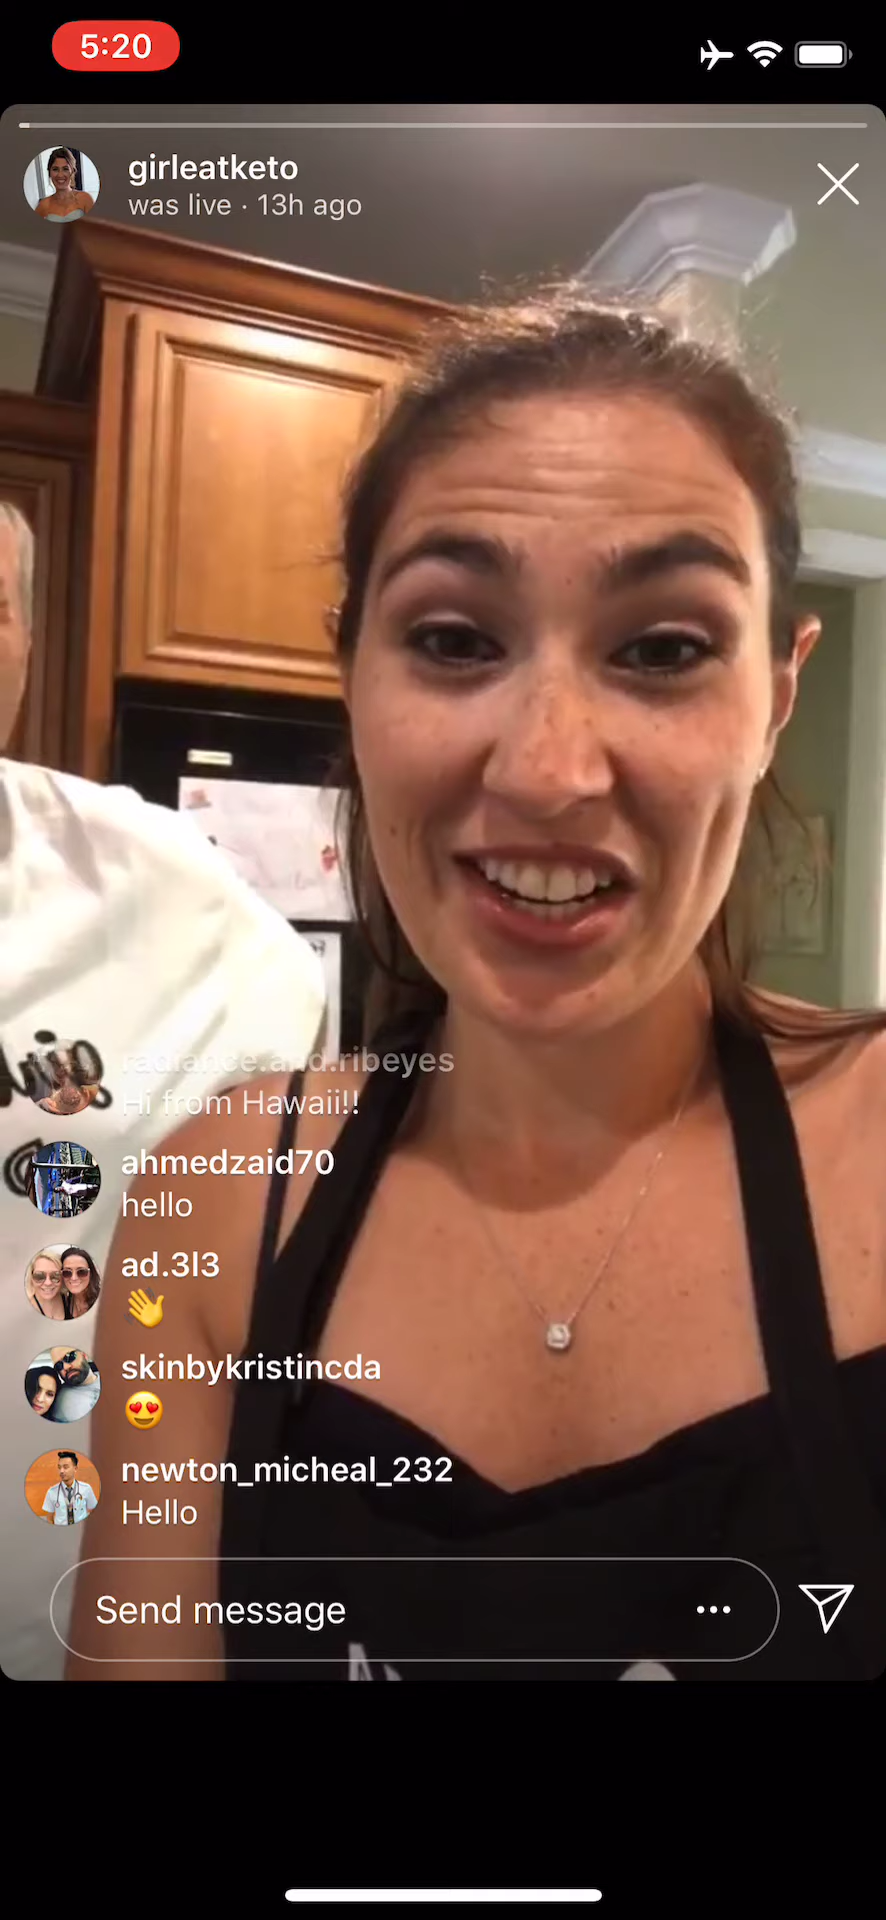 5:20
girleatketo
was live · 13h ago
radiance.and.ribeyes
Hi from Hawaii!!
ahmedzaid70
hello
ad.3l3
👋
skinbykristincda
😍
newton_micheal_232
Hello
Send message